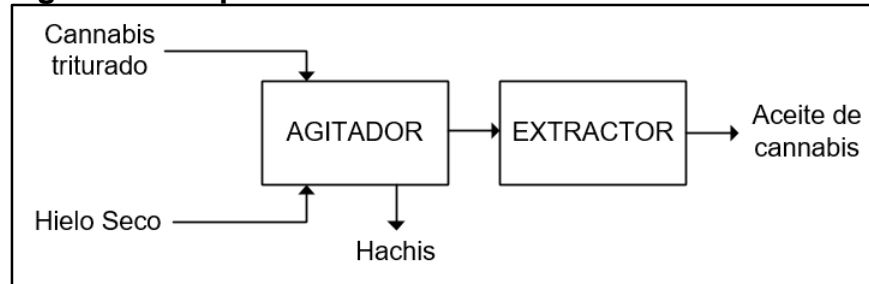 Cannabis
triturado
AGITADOR
EXTRACTOR
Aceite de
cannabis
Hielo Seco
Hachis